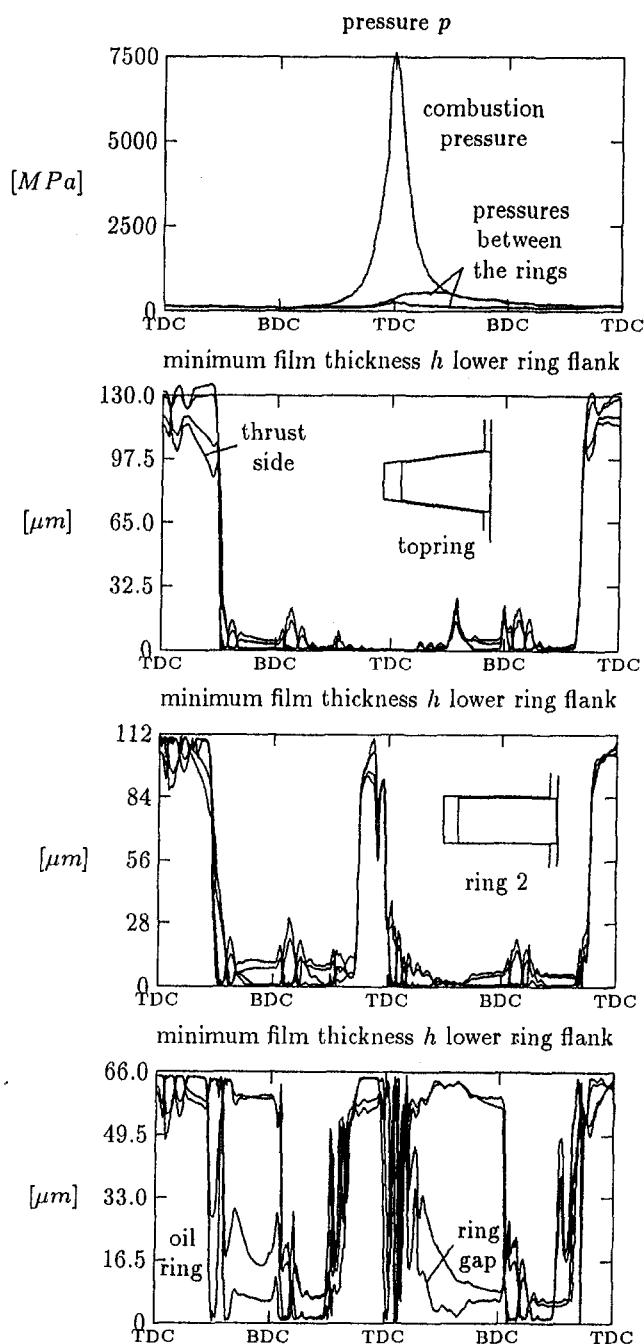 pressure p
7500
combustion
pressure
5000
[MPa]
pressures
between
the rings
2500
0
TDC BDC TDC BDC TDC
minimum film thickness h lower ring flank
130.0
thrust
side
97.5
[μm]
65.0
topring
32.5
0
TDC BDC TDC BDC TDC
minimum film thickness h lower ring flank
112
84
[μm]
56
ring 2
28
0
TDC BDC TDC BDC TDC
minimum film thickness h lower ring flank
66.0
49.5
[μm]
33.0
oil
ring
ring
gap
16.5
0
TDC BDC TDC BDC TDC